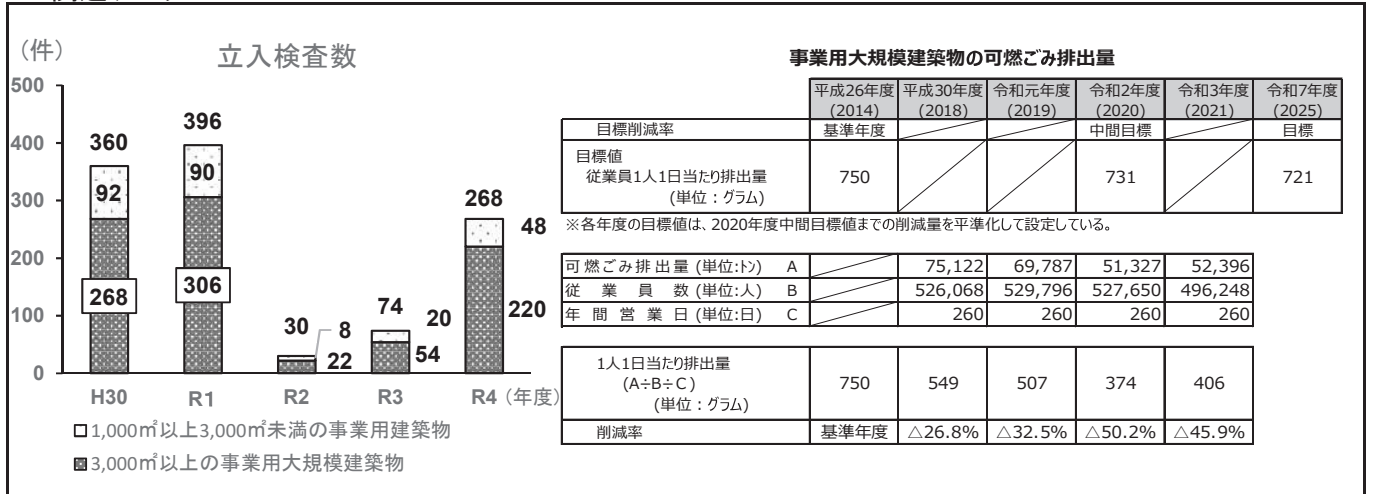 （件）
立入検査数
500
400
300
200
100
0
360
92
268
396
90
306
30
8
22
74
20
54
268
48
220
H30 R1 R2 R3 R4（年度）
□1,000㎡以上3,000㎡未満の事業用建築物
▩3,000㎡以上の事業用大規模建築物
事業用大規模建築物の可燃ごみ排出量
平成26年度 平成30年度 令和元年度 令和2年度 令和3年度 令和7年度
(2014) (2018) (2019) (2020) (2021) (2025)
目標削減率 基準年度 中間目標 目標
目標値
従業員1人1日当たり排出量 750 731 721
(単位：グラム)
※各年度の目標値は、2020年度中間目標値までの削減量を平準化して設定している。
可燃ごみ排出量 (単位:トン) A 75,122 69,787 51,327 52,396
従業員数 (単位:人) B 526,068 529,796 527,650 496,248
年間営業日 (単位:日) C 260 260 260 260
1人1日当たり排出量
(A÷B÷C) 750 549 507 374 406
(単位：グラム)
削減率 基準年度 △26.8% △32.5% △50.2% △45.9%